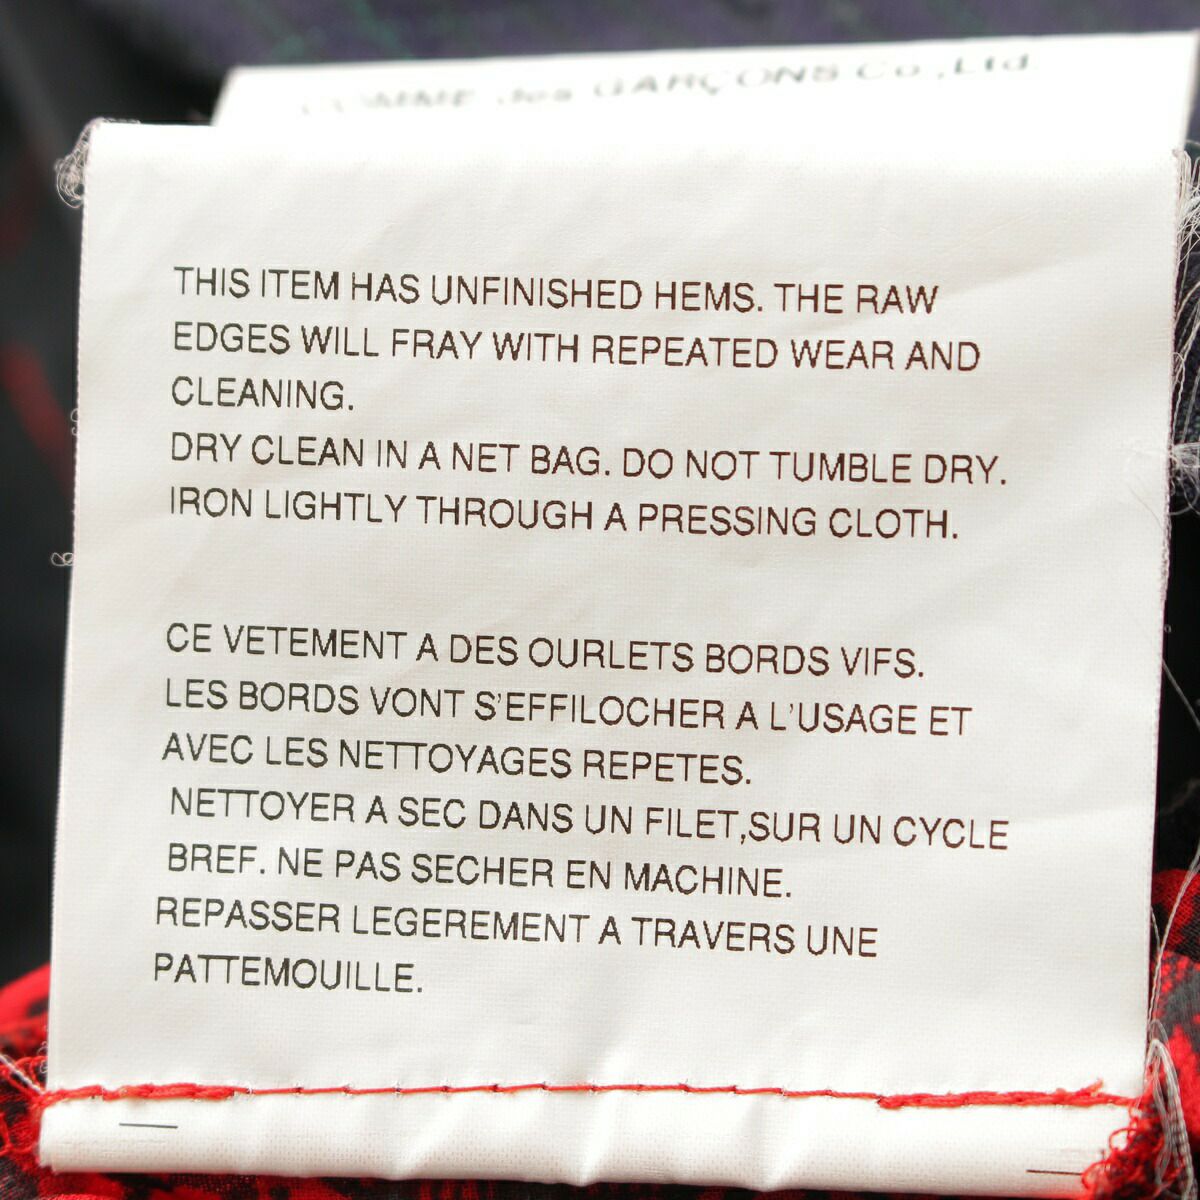 COMME des GARÇONS Co.,Ltd.
THIS ITEM HAS UNFINISHED HEMS. THE RAW
EDGES WILL FRAY WITH REPEATED WEAR AND
CLEANING.
DRY CLEAN IN A NET BAG. DO NOT TUMBLE DRY.
IRON LIGHTLY THROUGH A PRESSING CLOTH.
CE VETEMENT A DES OURLETS BORDS VIFS.
LES BORDS VONT S'EFFILOCHER A L'USAGE ET
AVEC LES NETTOYAGES REPETES.
NETTOYER A SEC DANS UN FILET,SUR UN CYCLE
BREF. NE PAS SECHER EN MACHINE.
REPASSER LEGEREMENT A TRAVERS UNE
PATTEMOUILLE.